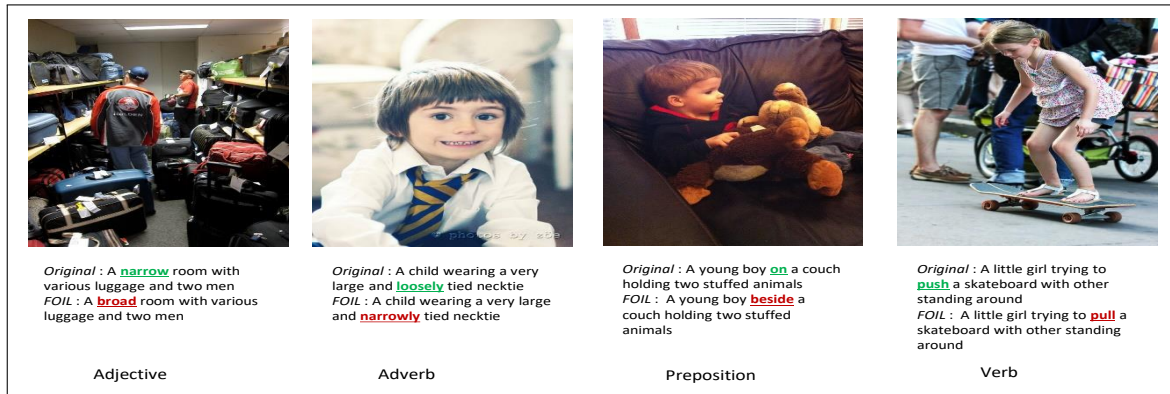 © photos by zoe
Original : A narrow room with
various luggage and two men
FOIL : A broad room with various
luggage and two men
Adjective
Original : A child wearing a very
large and loosely tied necktie
FOIL : A child wearing a very large
and narrowly tied necktie
Adverb
Original : A young boy on a couch
holding two stuffed animals
FOIL : A young boy beside a
couch holding two stuffed
animals
Preposition
Original : A little girl trying to
push a skateboard with other
standing around
FOIL : A little girl trying to pull a
skateboard with other standing
around
Verb